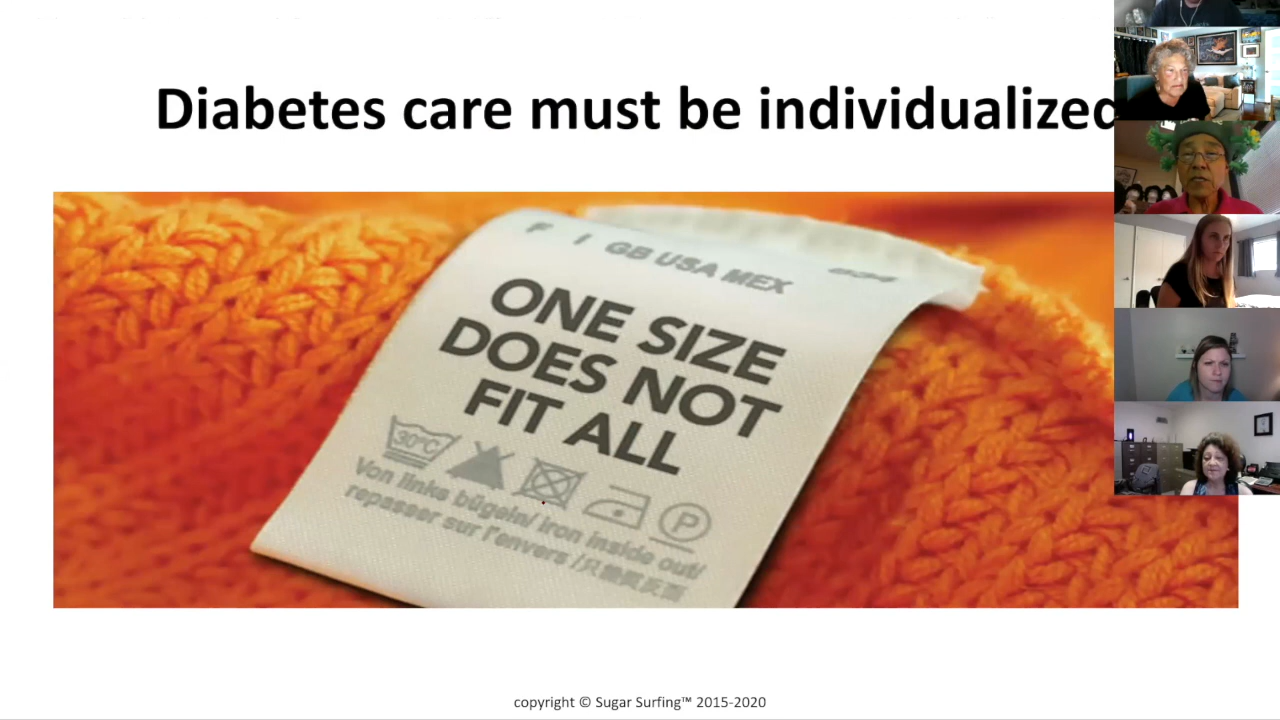 Diabetes care must be individualized
F I GB USA MEX
ONE SIZE
DOES NOT
FIT ALL
30°C
P
Von links bügeln/ iron inside out/
repasser sur l'envers /
copyright © Sugar Surfing™ 2015-2020